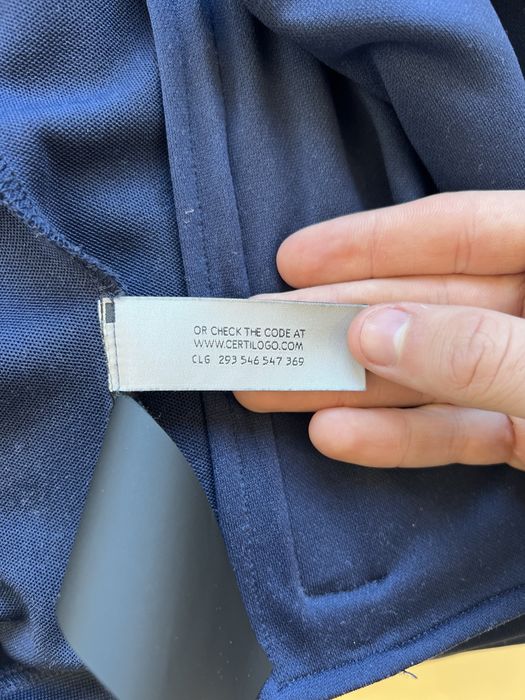 OR CHECK THE CODE AT
WWW.CERTILOGO.COM
CLG 293 546 547 369